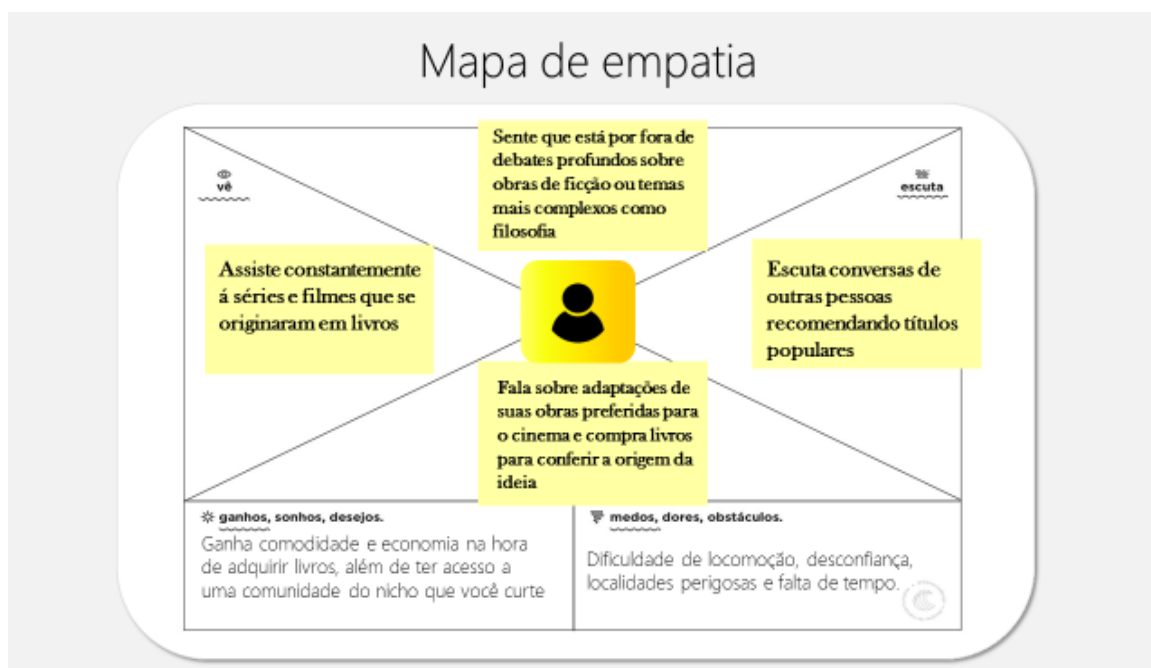 Mapa de empatia
Sente que está por fora de
debates profundos sobre
obras de ficção ou temas
mais complexos como
filosofia
vê
escuta
Assiste constantemente
á séries e filmes que se
originaram em livros
Escuta conversas de
outras pessoas
recomendando títulos
populares
Fala sobre adaptações de
suas obras preferidas para
o cinema e compra livros
para conferir a origem da
ideia
ganhos, sonhos, desejos.
Ganha comodidade e economia na hora
de adquirir livros, além de ter acesso a
uma comunidade do nicho que você curte
medos, dores, obstáculos.
Dificuldade de locomoção, desconfiança,
localidades perigosas e falta de tempo.